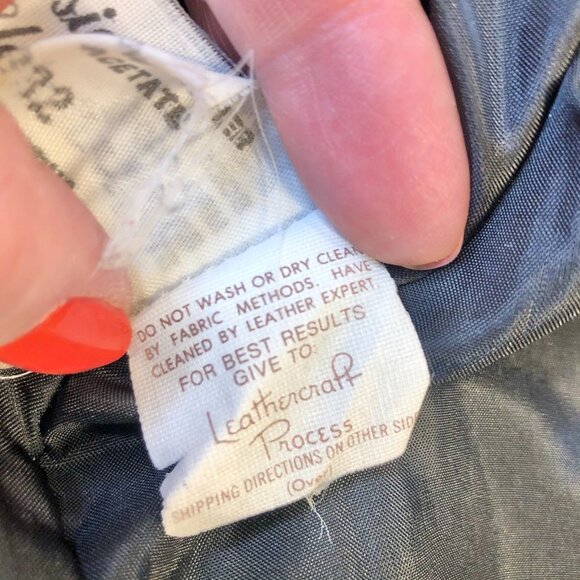 ACETATE
DO NOT WASH OR DRY CLEAN
BY FABRIC METHODS. HAVE
CLEANED BY LEATHER EXPERT.
FOR BEST RESULTS
GIVE TO:
Leathercraft
Process
SHIPPING DIRECTIONS ON OTHER SIDE
(Over)